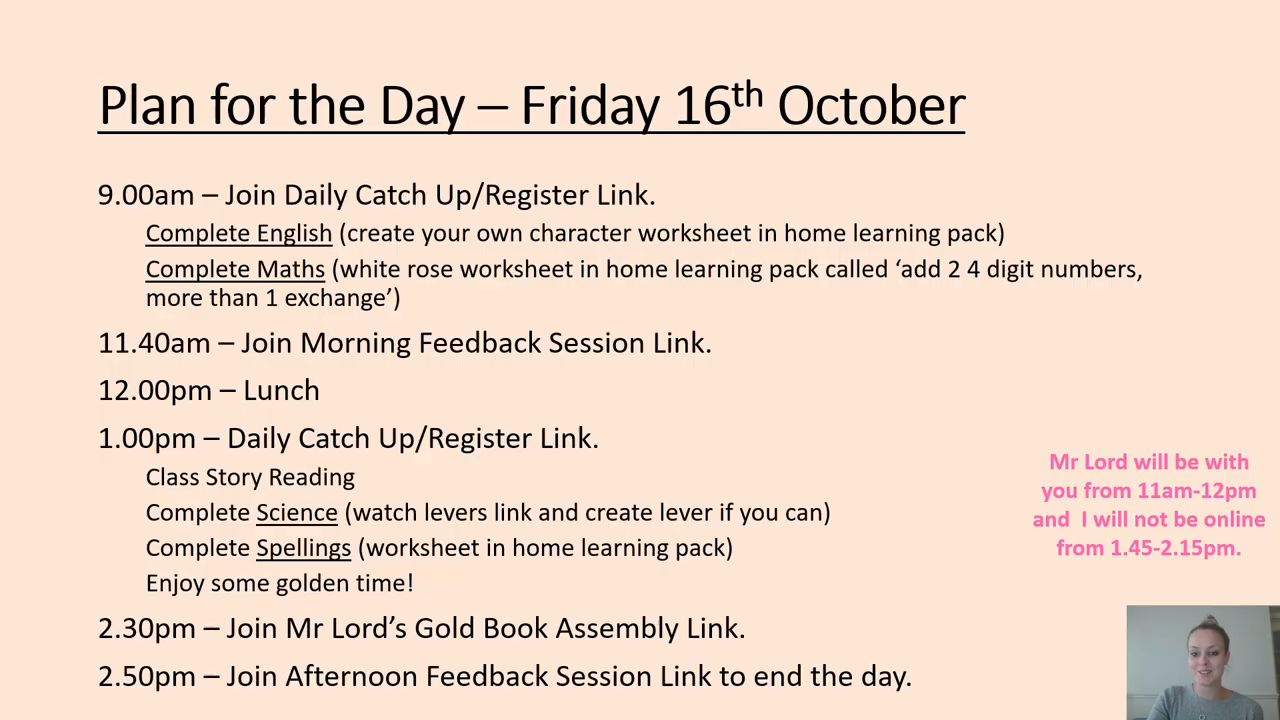 Plan for the Day – Friday 16th October
9.00am – Join Daily Catch Up/Register Link.
Complete English (create your own character worksheet in home learning pack)
Complete Maths (white rose worksheet in home learning pack called ‘add 2 4 digit numbers,
more than 1 exchange’)
11.40am – Join Morning Feedback Session Link.
12.00pm – Lunch
1.00pm – Daily Catch Up/Register Link.
Class Story Reading
Complete Science (watch levers link and create lever if you can)
Complete Spellings (worksheet in home learning pack)
Enjoy some golden time!
2.30pm – Join Mr Lord’s Gold Book Assembly Link.
2.50pm – Join Afternoon Feedback Session Link to end the day.
Mr Lord will be with
you from 11am-12pm
and I will not be online
from 1.45-2.15pm.